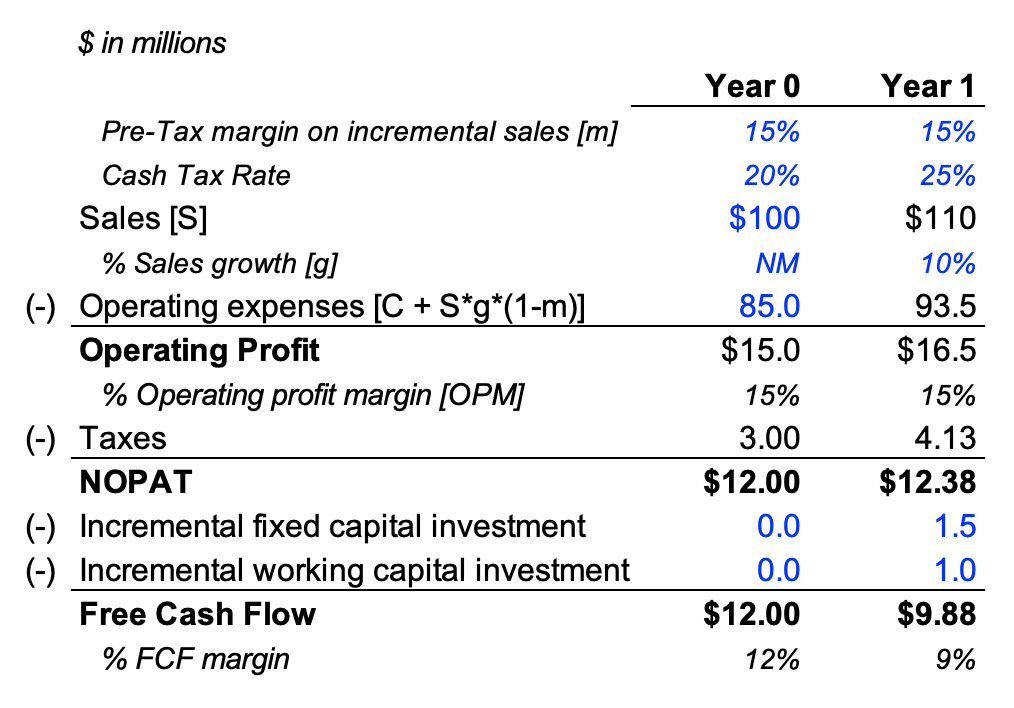 $ in millions
Year 0 Year 1
Pre-Tax margin on incremental sales [m] 15% 15%
Cash Tax Rate 20% 25%
Sales [S] $100 $110
% Sales growth [g] NM 10%
(-) Operating expenses [C + S*g*(1-m)] 85.0 93.5
Operating Profit $15.0 $16.5
% Operating profit margin [OPM] 15% 15%
(-) Taxes 3.00 4.13
NOPAT $12.00 $12.38
(-) Incremental fixed capital investment 0.0 1.5
(-) Incremental working capital investment 0.0 1.0
Free Cash Flow $12.00 $9.88
% FCF margin 12% 9%